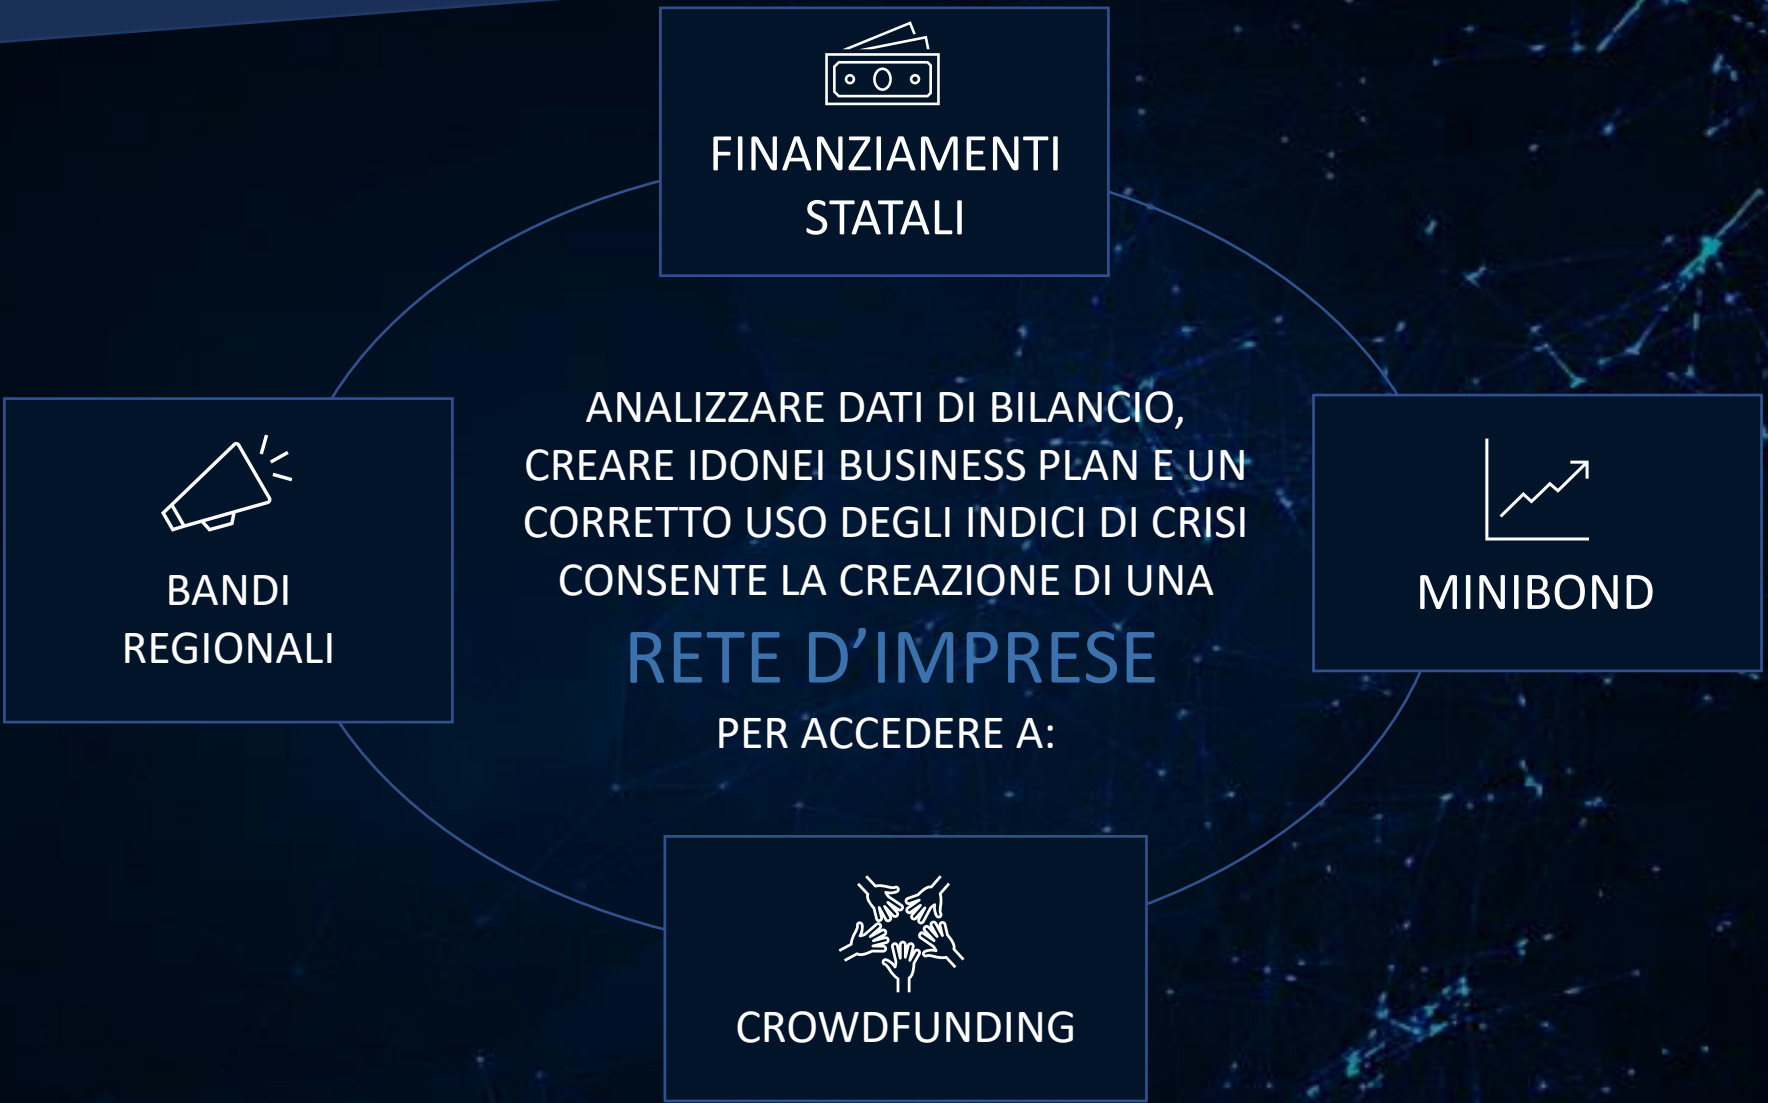 FINANZIAMENTI
STATALI
ANALIZZARE DATI DI BILANCIO,
CREARE IDONEI BUSINESS PLAN E UN
CORRETTO USO DEGLI INDICI DI CRISI
CONSENTE LA CREAZIONE DI UNA
RETE D’IMPRESE
PER ACCEDERE A:
BANDI
REGIONALI
MINIBOND
CROWDFUNDING